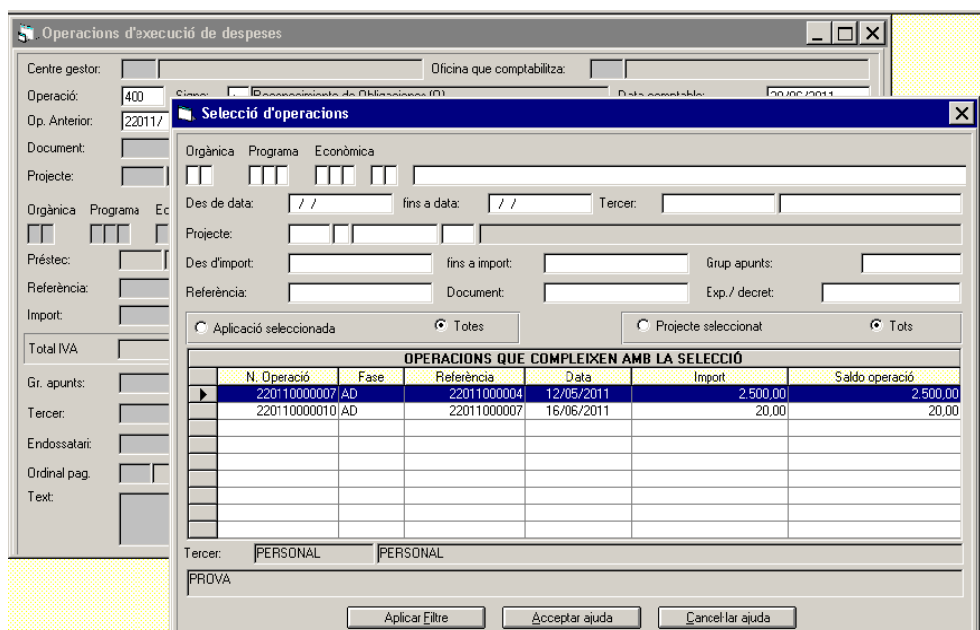 Operacions d'execució de despeses
Centre gestor: Oficina que comptabilitza:
Operació: 400
Op. Anterior: 22011/
Document:
Projecte:
Orgànica Programa Ec
Préstec:
Referència:
Import:
Total IVA
Gr. apunts:
Tercer:
Endossatari:
Ordinal pag.
Text:
Selecció d'operacions
Orgànica Programa Econòmica
Des de data: / / fins a data: / / Tercer:
Projecte:
Des d'import: fins a import: Grup apunts:
Referència: Document: Exp./ decret:
Aplicació seleccionada Totes Projecte seleccionat Tots
OPERACIONS QUE COMPLEIXEN AMB LA SELECCIÓ
N. Operació Fase Referència Data Import Saldo operació
220110000007 AD 22011000004 12/05/2011 2.500,00 2.500,00
220110000010 AD 22011000007 16/06/2011 20,00 20,00
Tercer: PERSONAL PERSONAL
PROVA
Aplicar Filtre Acceptar ajuda Cancel·lar ajuda